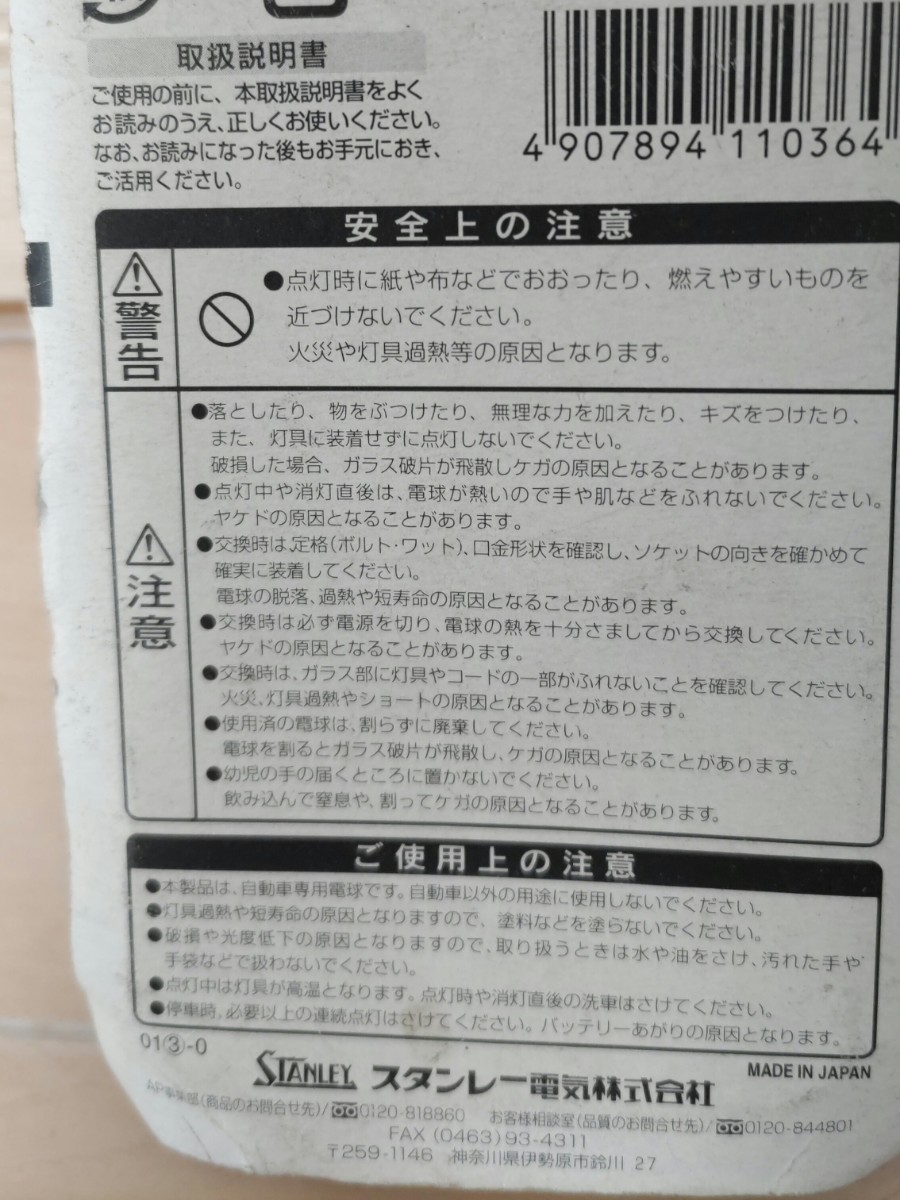 取扱説明書
ご使用の前に、本取扱説明書をよく
お読みのうえ、正しくお使いください。
なお、お読みになった後もお手元におき、
ご活用ください。
4 907894 110364
安全上の注意
警告
●点灯時に紙や布などでおおったり、燃えやすいものを
近づけないでください。
火災や灯具過熱等の原因となります。
注意
●落としたり、物をぶつけたり、無理な力を加えたり、キズをつけたり、
また、灯具に装着せずに点灯しないでください。
破損した場合、ガラス破片が飛散しケガの原因となることがあります。
●点灯中や消灯直後は、電球が熱いので手や肌などをふれないでください。
ヤケドの原因となることがあります。
●交換時は、定格(ボルト・ワット)、口金形状を確認し、ソケットの向きを確かめて
確実に装着してください。
電球の脱落、過熱や短寿命の原因となることがあります。
●交換時は必ず電源を切り、電球の熱を十分さましてから交換してください。
ヤケドの原因となることがあります。
●交換時は、ガラス部に灯具やコードの一部がふれないことを確認してください。
火災、灯具過熱やショートの原因となることがあります。
●使用済の電球は、割らずに廃棄してください。
電球を割るとガラス破片が飛散し、ケガの原因となることがあります。
●幼児の手の届くところに置かないでください。
飲み込んで窒息や、割ってケガの原因となることがあります。
ご使用上の注意
●本製品は、自動車専用電球です。自動車以外の用途に使用しないでください。
●灯具過熱や短寿命の原因となりますので、塗料などを塗らないでください。
●破損や光度低下の原因となりますので、取り扱うときは水や油をさけ、汚れた手や
手袋などで扱わないでください。
●点灯中は灯具が高温となります。点灯時や消灯直後の洗車はさけてください。
●停車時、必要以上の連続点灯はさけてください。バッテリーあがりの原因となります。
01③-0
STANLEY スタンレー電気株式会社
MADE IN JAPAN
AP事業部(商品のお問合せ先)/0120-818860 お客様相談室(品質のお問合せ先)/0120-844801
FAX (0463)93-4311
〒259-1146 神奈川県伊勢原市鈴川 27